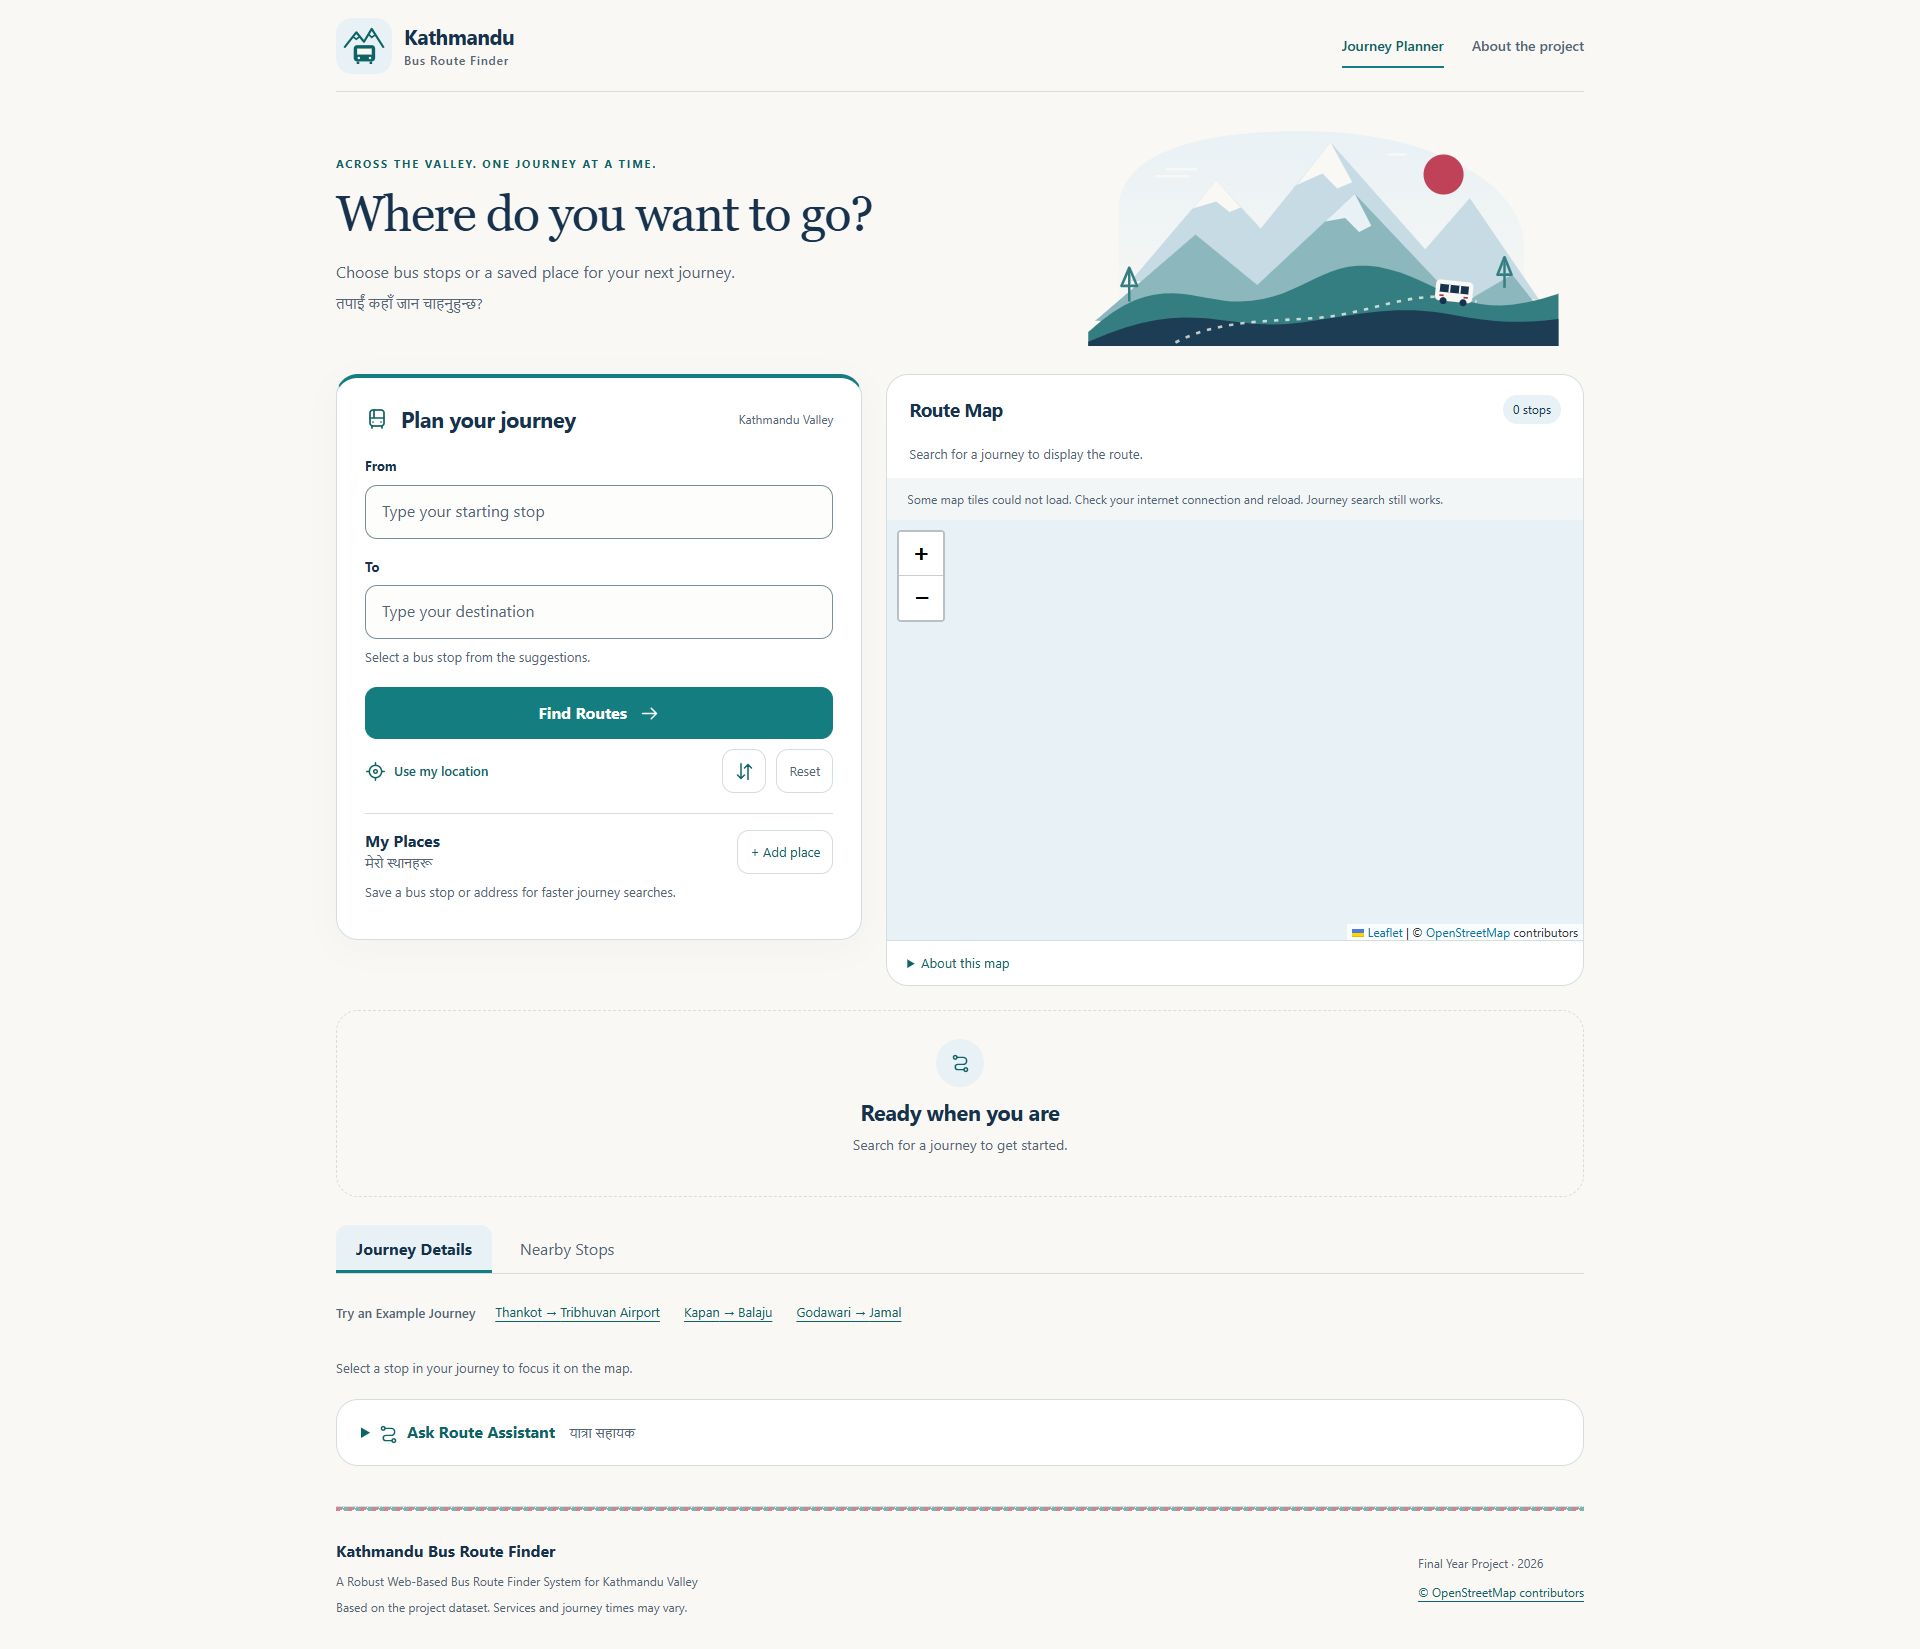 Kathmandu
Bus Route Finder
Journey Planner
About the project
ACROSS THE VALLEY. ONE JOURNEY AT A TIME.
Where do you want to go?
Choose bus stops or a saved place for your next journey.
तपाईं कहाँ जान चाहनुहुन्छ?
Plan your journey
Kathmandu Valley
From
Type your starting stop
To
Type your destination
Select a bus stop from the suggestions.
Find Routes →
Use my location
Reset
My Places
मेरो स्थानहरू
+ Add place
Save a bus stop or address for faster journey searches.
Route Map
0 stops
Search for a journey to display the route.
Some map tiles could not load. Check your internet connection and reload. Journey search still works.
+
−
Leaflet | © OpenStreetMap contributors
About this map
Ready when you are
Search for a journey to get started.
Journey Details
Nearby Stops
Try an Example Journey
Thankot → Tribhuvan Airport
Kapan → Balaju
Godawari → Jamal
Select a stop in your journey to focus it on the map.
Ask Route Assistant यात्रा सहायक
Kathmandu Bus Route Finder
A Robust Web-Based Bus Route Finder System for Kathmandu Valley
Based on the project dataset. Services and journey times may vary.
Final Year Project · 2026
© OpenStreetMap contributors